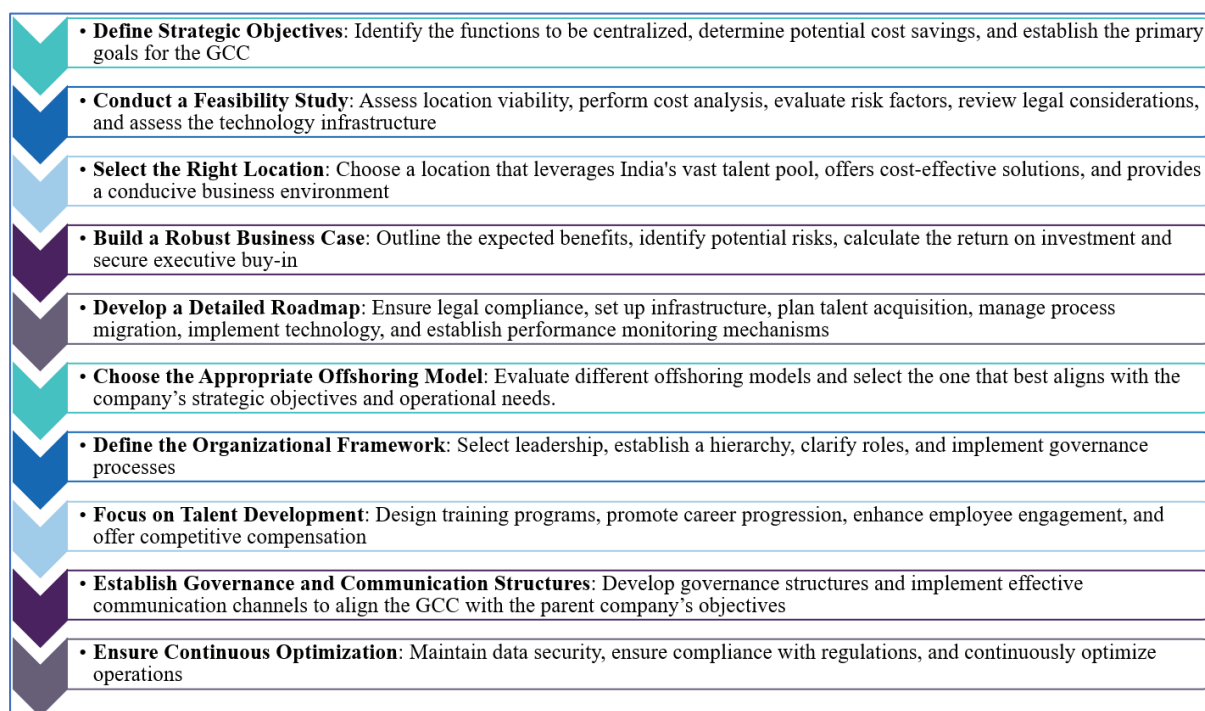 • Define Strategic Objectives: Identify the functions to be centralized, determine potential cost savings, and establish the primary
goals for the GCC
• Conduct a Feasibility Study: Assess location viability, perform cost analysis, evaluate risk factors, review legal considerations,
and assess the technology infrastructure
• Select the Right Location: Choose a location that leverages India's vast talent pool, offers cost-effective solutions, and provides
a conducive business environment
• Build a Robust Business Case: Outline the expected benefits, identify potential risks, calculate the return on investment and
secure executive buy-in
• Develop a Detailed Roadmap: Ensure legal compliance, set up infrastructure, plan talent acquisition, manage process
migration, implement technology, and establish performance monitoring mechanisms
• Choose the Appropriate Offshoring Model: Evaluate different offshoring models and select the one that best aligns with the
company’s strategic objectives and operational needs.
• Define the Organizational Framework: Select leadership, establish a hierarchy, clarify roles, and implement governance
processes
• Focus on Talent Development: Design training programs, promote career progression, enhance employee engagement, and
offer competitive compensation
• Establish Governance and Communication Structures: Develop governance structures and implement effective
communication channels to align the GCC with the parent company’s objectives
• Ensure Continuous Optimization: Maintain data security, ensure compliance with regulations, and continuously optimize
operations